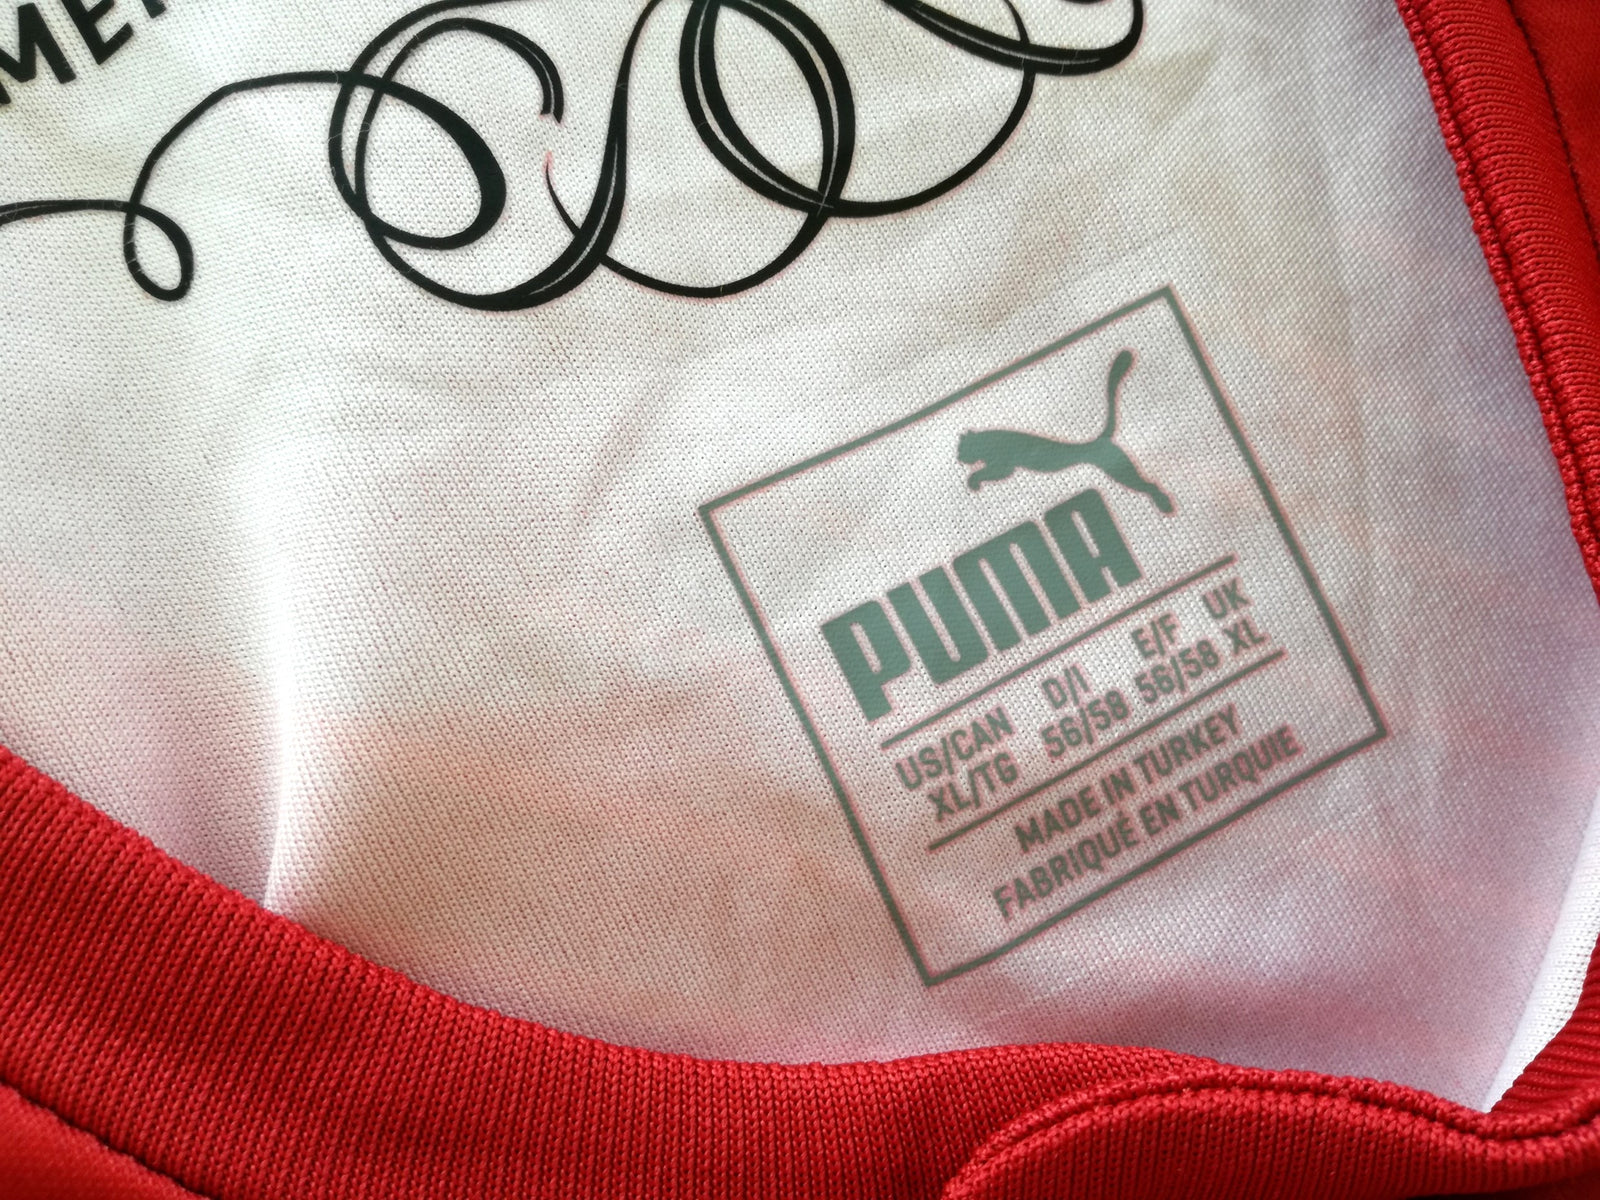 PUMA
US/CAN D/I E/F UK
XL/TG 56/58 56/58 XL
MADE IN TURKEY
FABRIQUÉ EN TURQUIE